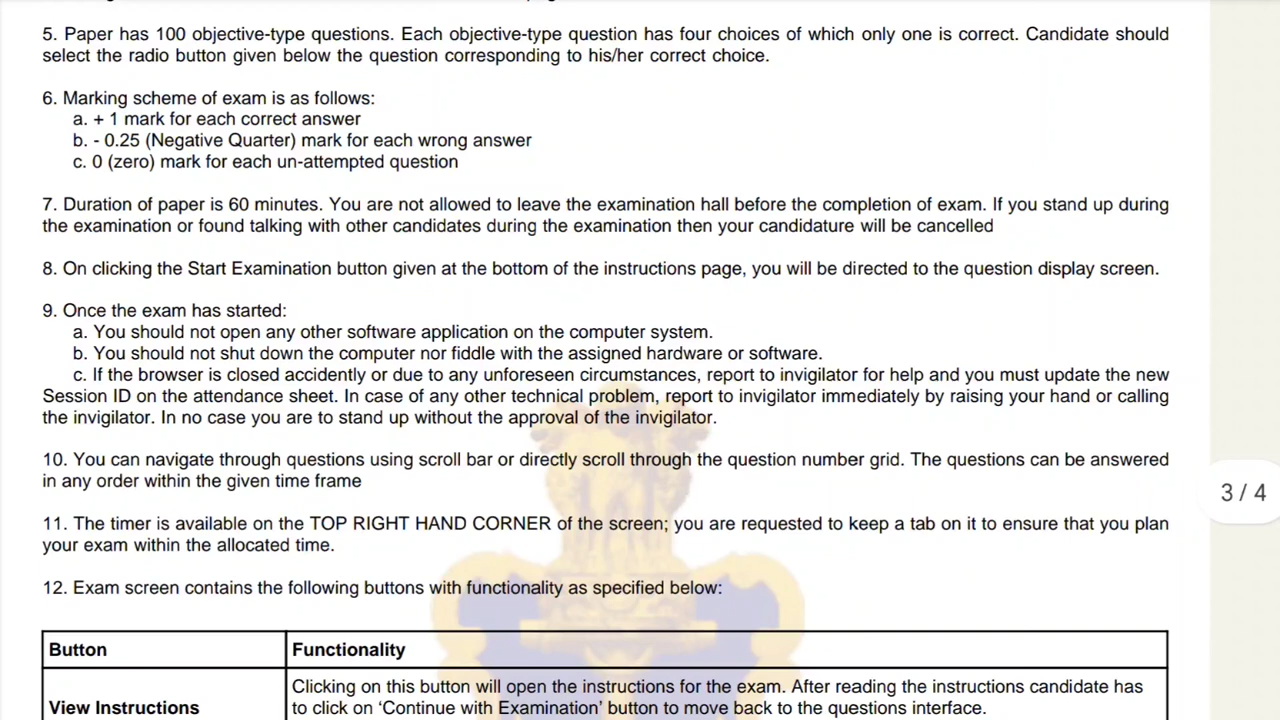 5. Paper has 100 objective-type questions. Each objective-type question has four choices of which only one is correct. Candidate should
select the radio button given below the question corresponding to his/her correct choice.
6. Marking scheme of exam is as follows:
a. + 1 mark for each correct answer
b. - 0.25 (Negative Quarter) mark for each wrong answer
c. 0 (zero) mark for each un-attempted question
7. Duration of paper is 60 minutes. You are not allowed to leave the examination hall before the completion of exam. If you stand up during
the examination or found talking with other candidates during the examination then your candidature will be cancelled
8. On clicking the Start Examination button given at the bottom of the instructions page, you will be directed to the question display screen.
9. Once the exam has started:
a. You should not open any other software application on the computer system.
b. You should not shut down the computer nor fiddle with the assigned hardware or software.
c. If the browser is closed accidently or due to any unforeseen circumstances, report to invigilator for help and you must update the new
Session ID on the attendance sheet. In case of any other technical problem, report to invigilator immediately by raising your hand or calling
the invigilator. In no case you are to stand up without the approval of the invigilator.
10. You can navigate through questions using scroll bar or directly scroll through the question number grid. The questions can be answered
in any order within the given time frame
3 / 4
11. The timer is available on the TOP RIGHT HAND CORNER of the screen; you are requested to keep a tab on it to ensure that you plan
your exam within the allocated time.
12. Exam screen contains the following buttons with functionality as specified below:
Button Functionality
Clicking on this button will open the instructions for the exam. After reading the instructions candidate has
View Instructions to click on ‘Continue with Examination’ button to move back to the questions interface.